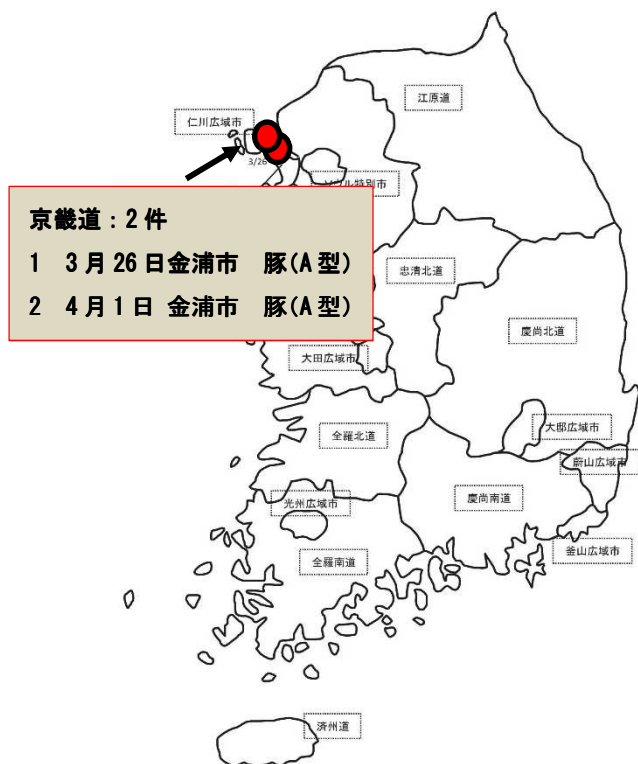 江原道
仁川広域市
3/26
ソウル特別市
京畿道：2件
1　3月26日金浦市　豚(A型)
2　4月1日 金浦市　豚(A型)
忠清北道
慶尚北道
大田広域市
大邸広域市
全羅北道
蔚山広域市
慶尚南道
光州広域市
釜山広域市
全羅南道
済州道